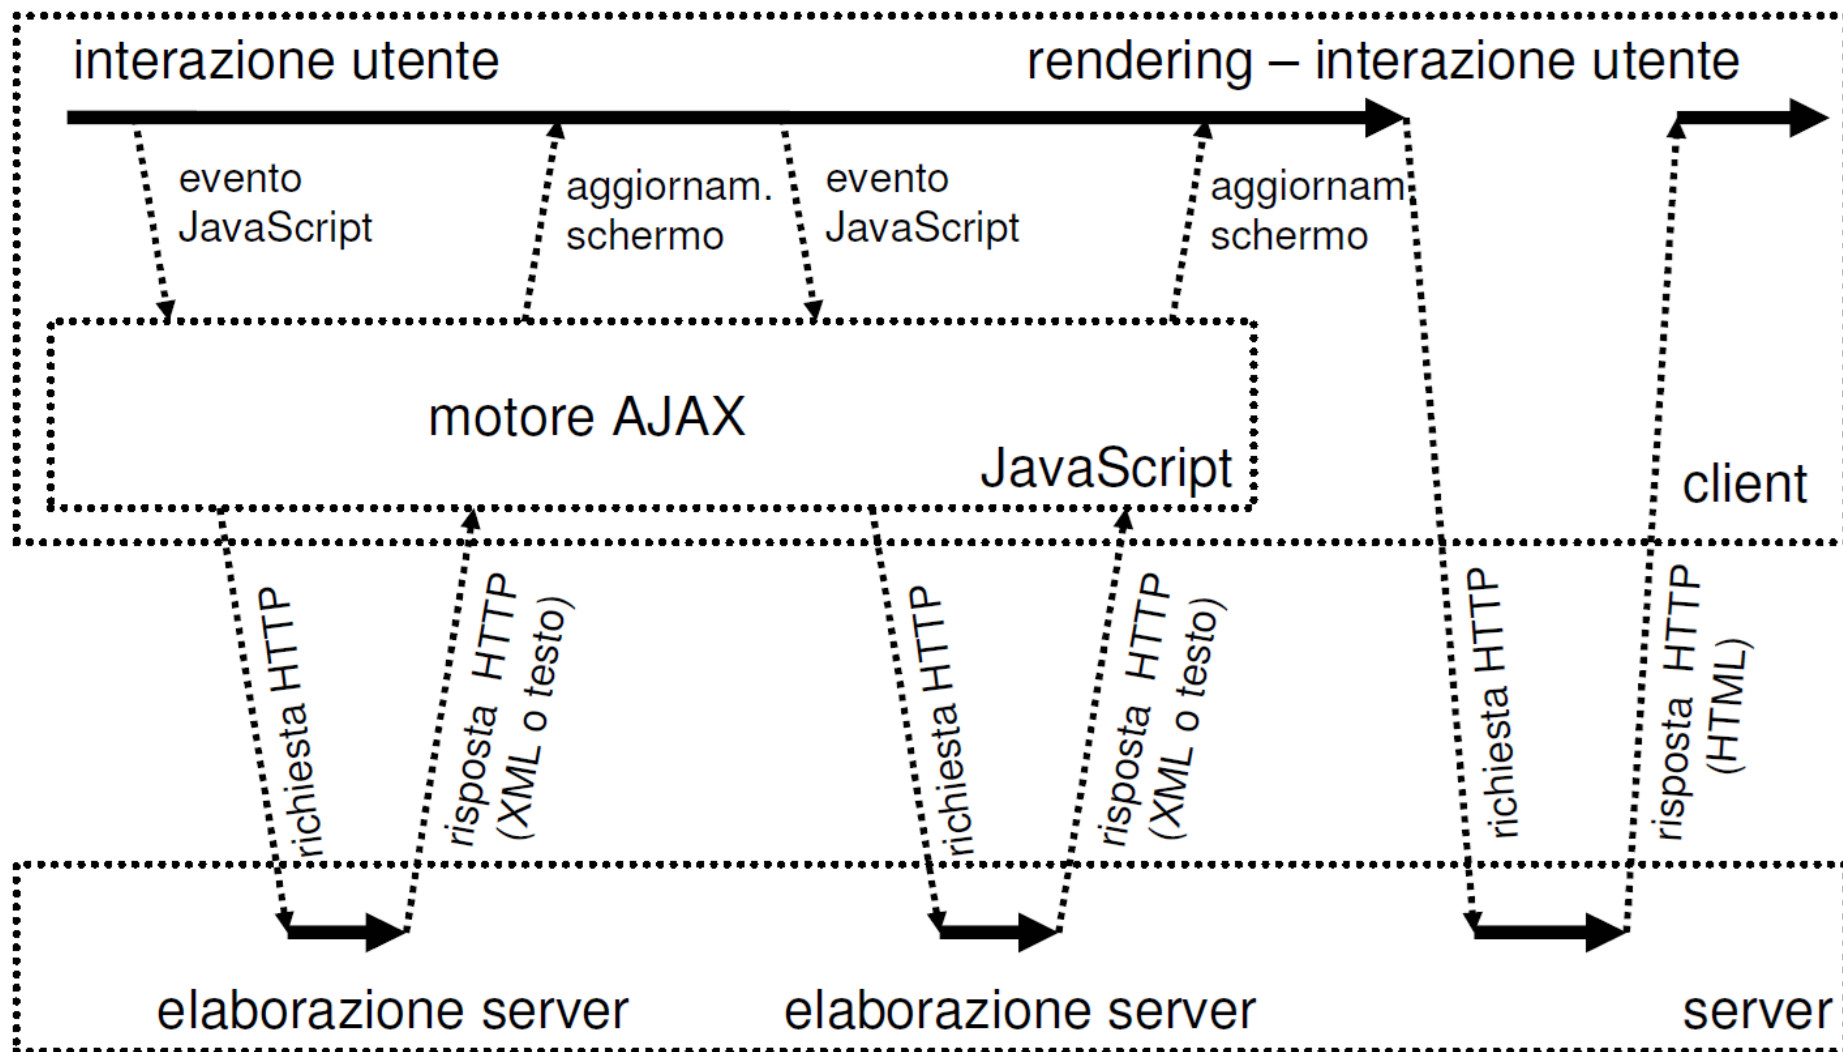 interazione utente
rendering – interazione utente
evento
JavaScript
aggiornam.
schermo
evento
JavaScript
aggiornam.
schermo
motore AJAX
JavaScript
client
richiesta HTTP
risposta HTTP
(XML o testo)
richiesta HTTP
risposta HTTP
(XML o testo)
richiesta HTTP
risposta HTTP
(HTML)
elaborazione server
elaborazione server
server